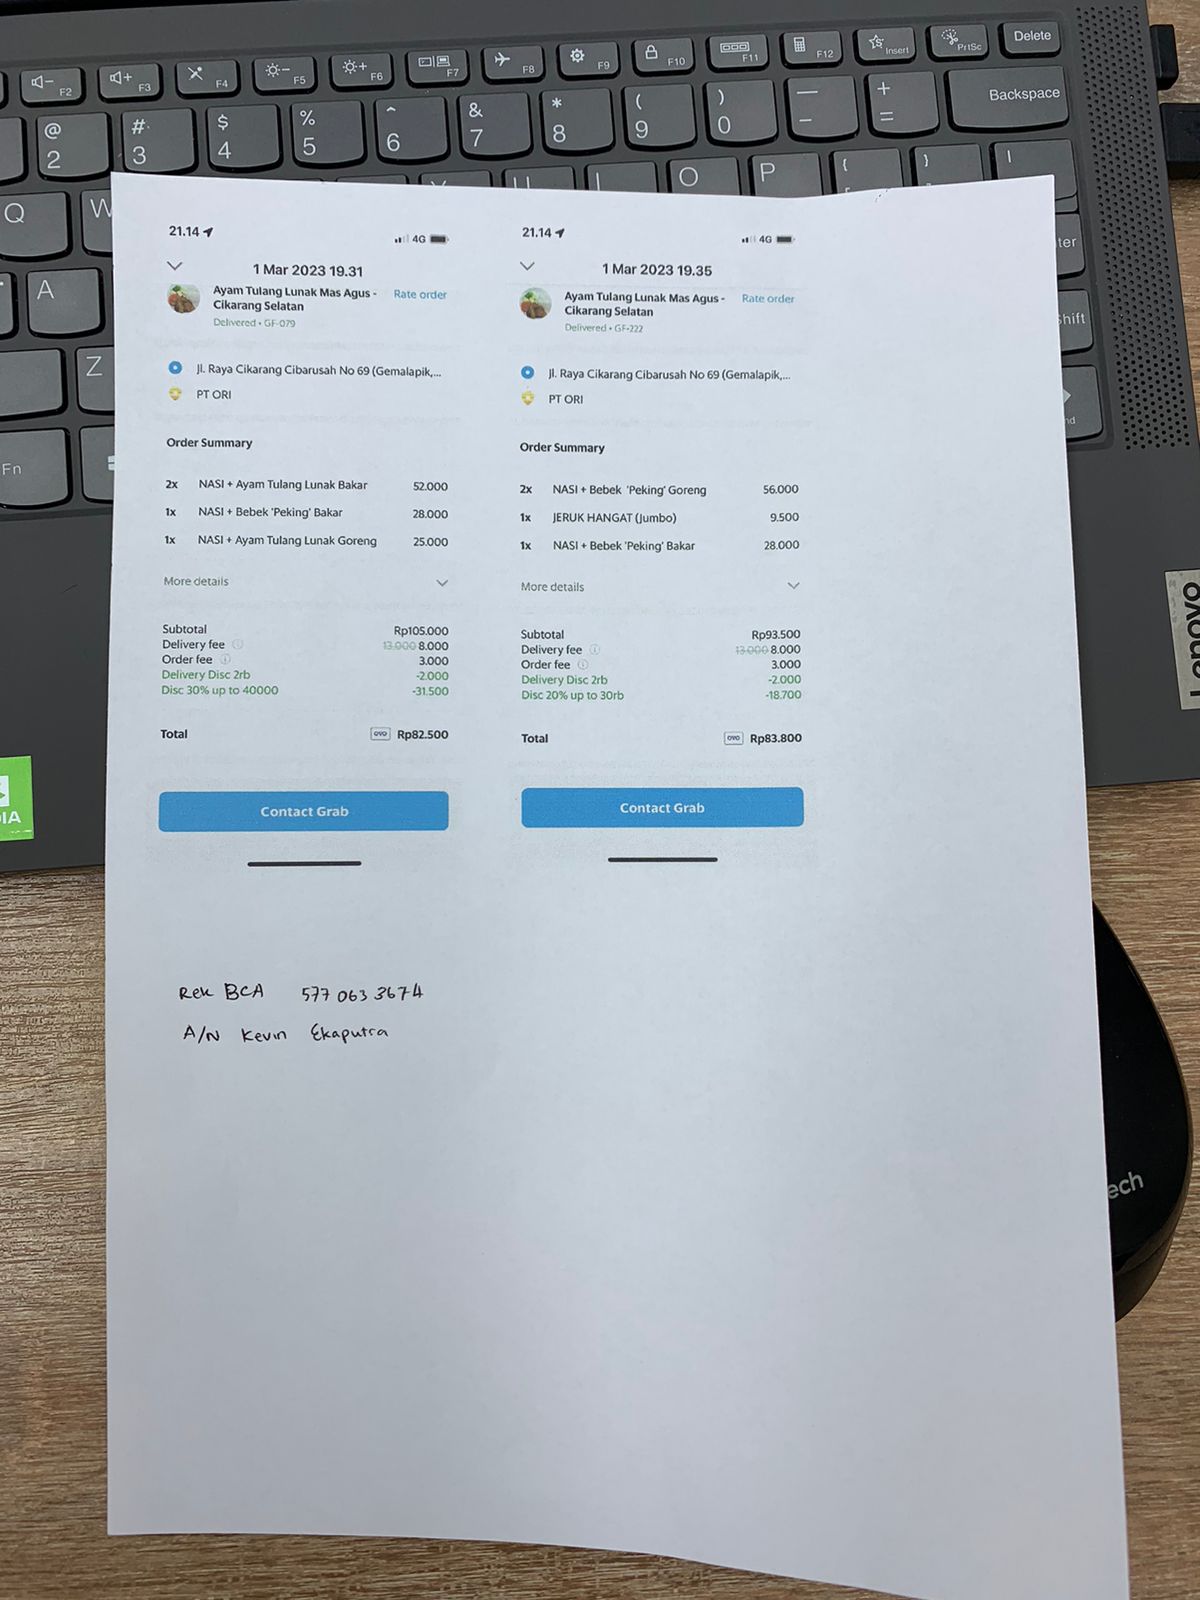 F2
F3
F4
F5
F6
F7
F8
F9
F10
F11
F12
Insert
PrtSc
Delete
@ 2
# 3
$ 4
% 5
^ 6
& 7
* 8
( 9
) 0
— -
+ =
Backspace
Q
W
O
P
{
}
A
Z
Fn
21.14
4G
1 Mar 2023 19.31
Ayam Tulang Lunak Mas Agus -
Cikarang Selatan
Rate order
Delivered • GF-079
Jl. Raya Cikarang Cibarusah No 69 (Gemalapik,...
PT ORI
Order Summary
2x NASI + Ayam Tulang Lunak Bakar 52.000
1x NASI + Bebek 'Peking' Bakar 28.000
1x NASI + Ayam Tulang Lunak Goreng 25.000
More details
Subtotal Rp105.000
Delivery fee 13.000 8.000
Order fee 3.000
Delivery Disc 2rb -2.000
Disc 30% up to 40000 -31.500
Total OVO Rp82.500
Contact Grab
21.14
4G
1 Mar 2023 19.35
Ayam Tulang Lunak Mas Agus -
Cikarang Selatan
Rate order
Delivered • GF-222
Jl. Raya Cikarang Cibarusah No 69 (Gemalapik,...
PT ORI
Order Summary
2x NASI + Bebek 'Peking' Goreng 56.000
1x JERUK HANGAT (Jumbo) 9.500
1x NASI + Bebek 'Peking' Bakar 28.000
More details
Subtotal Rp93.500
Delivery fee 13.000 8.000
Order fee 3.000
Delivery Disc 2rb -2.000
Disc 20% up to 30rb -18.700
Total OVO Rp83.800
Contact Grab
Rek BCA 577 063 3674
A/N Kevin Ekaputra
Lenovo